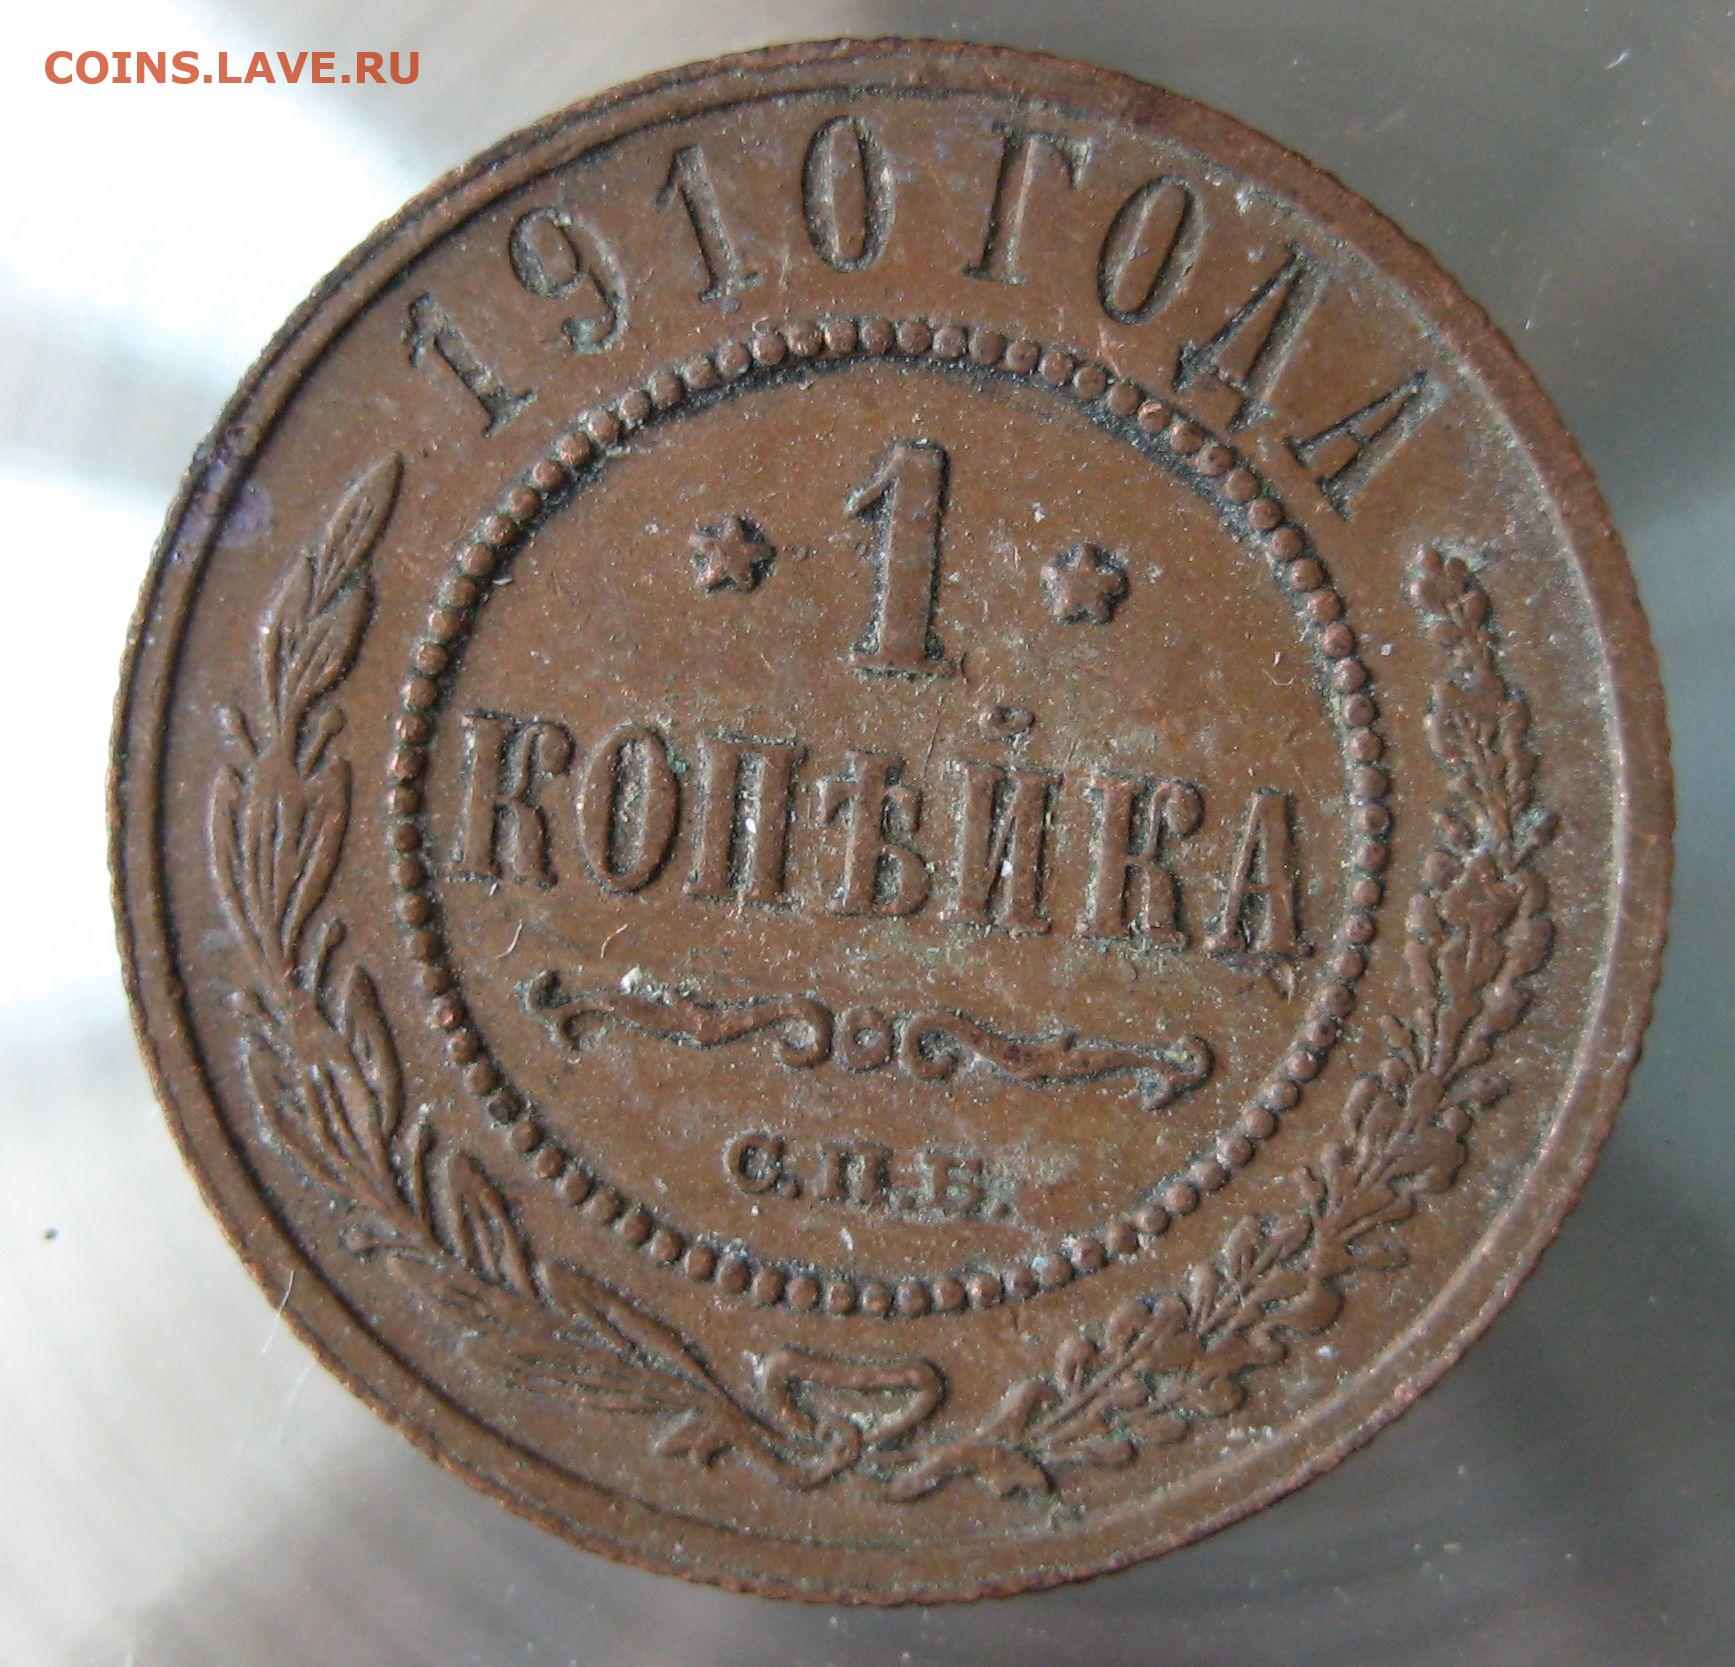 COINS.LAVE.RU
1910 ГОДА
* 1 *
КОПѢЙКА
С.П.Б.